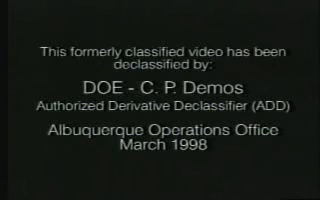 This formerly classified video has been
declassified by:
DOE - C. P. Demos
Authorized Derivative Declassifier (ADD)
Albuquerque Operations Office
March 1998